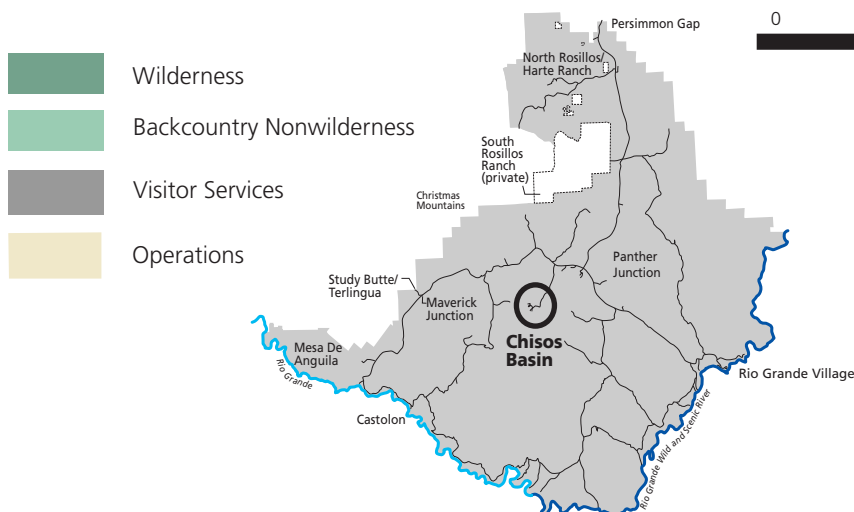 Wilderness
Backcountry Nonwilderness
Visitor Services
Operations
0
Persimmon Gap
North Rosillos/
Harte Ranch
South
Rosillos
Ranch
(private)
Christmas
Mountains
Panther
Junction
Study Butte/
Terlingua
Maverick
Junction
Chisos
Basin
Mesa De
Anguila
Rio Grande
Rio Grande Village
Castolon
Rio Grande Wild and Scenic River